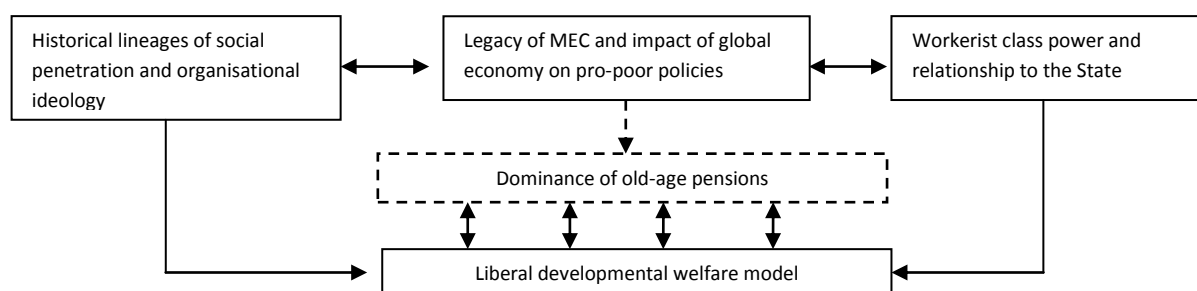 Historical lineages of social
penetration and organisational
ideology
Legacy of MEC and impact of global
economy on pro-poor policies
Workerist class power and
relationship to the State
Dominance of old-age pensions
Liberal developmental welfare model